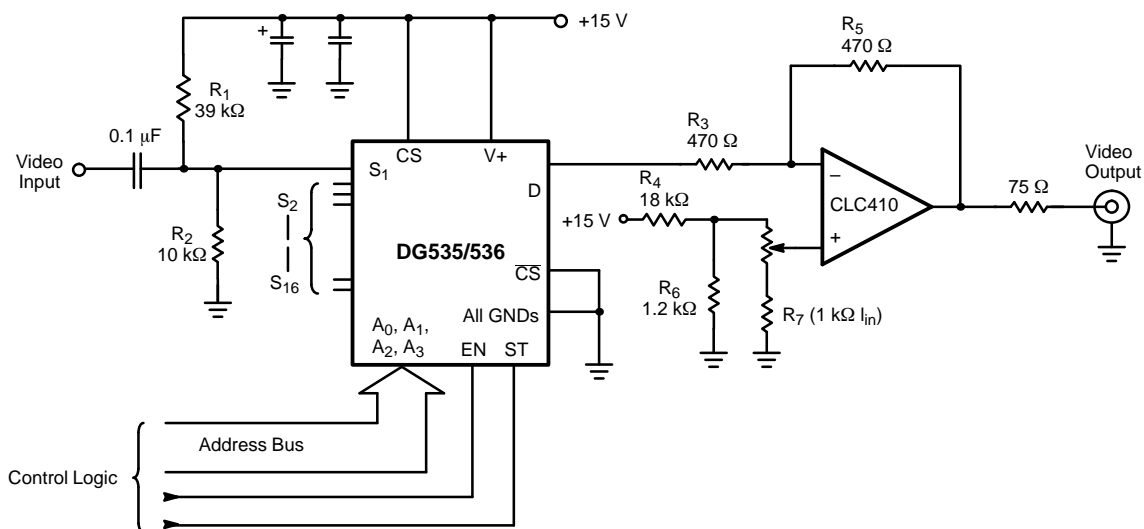 +15 V
+
R1
39 kΩ
0.1 µF
Video
Input
R2
10 kΩ
S1
CS
V+
D
S2
S16
DG535/536
CS
All GNDs
A0, A1,
A2, A3
EN
ST
R3
470 Ω
R4
18 kΩ
+15 V
R5
470 Ω
–
CLC410
+
R6
1.2 kΩ
R7 (1 kΩ lin)
75 Ω
Video
Output
Address Bus
Control Logic